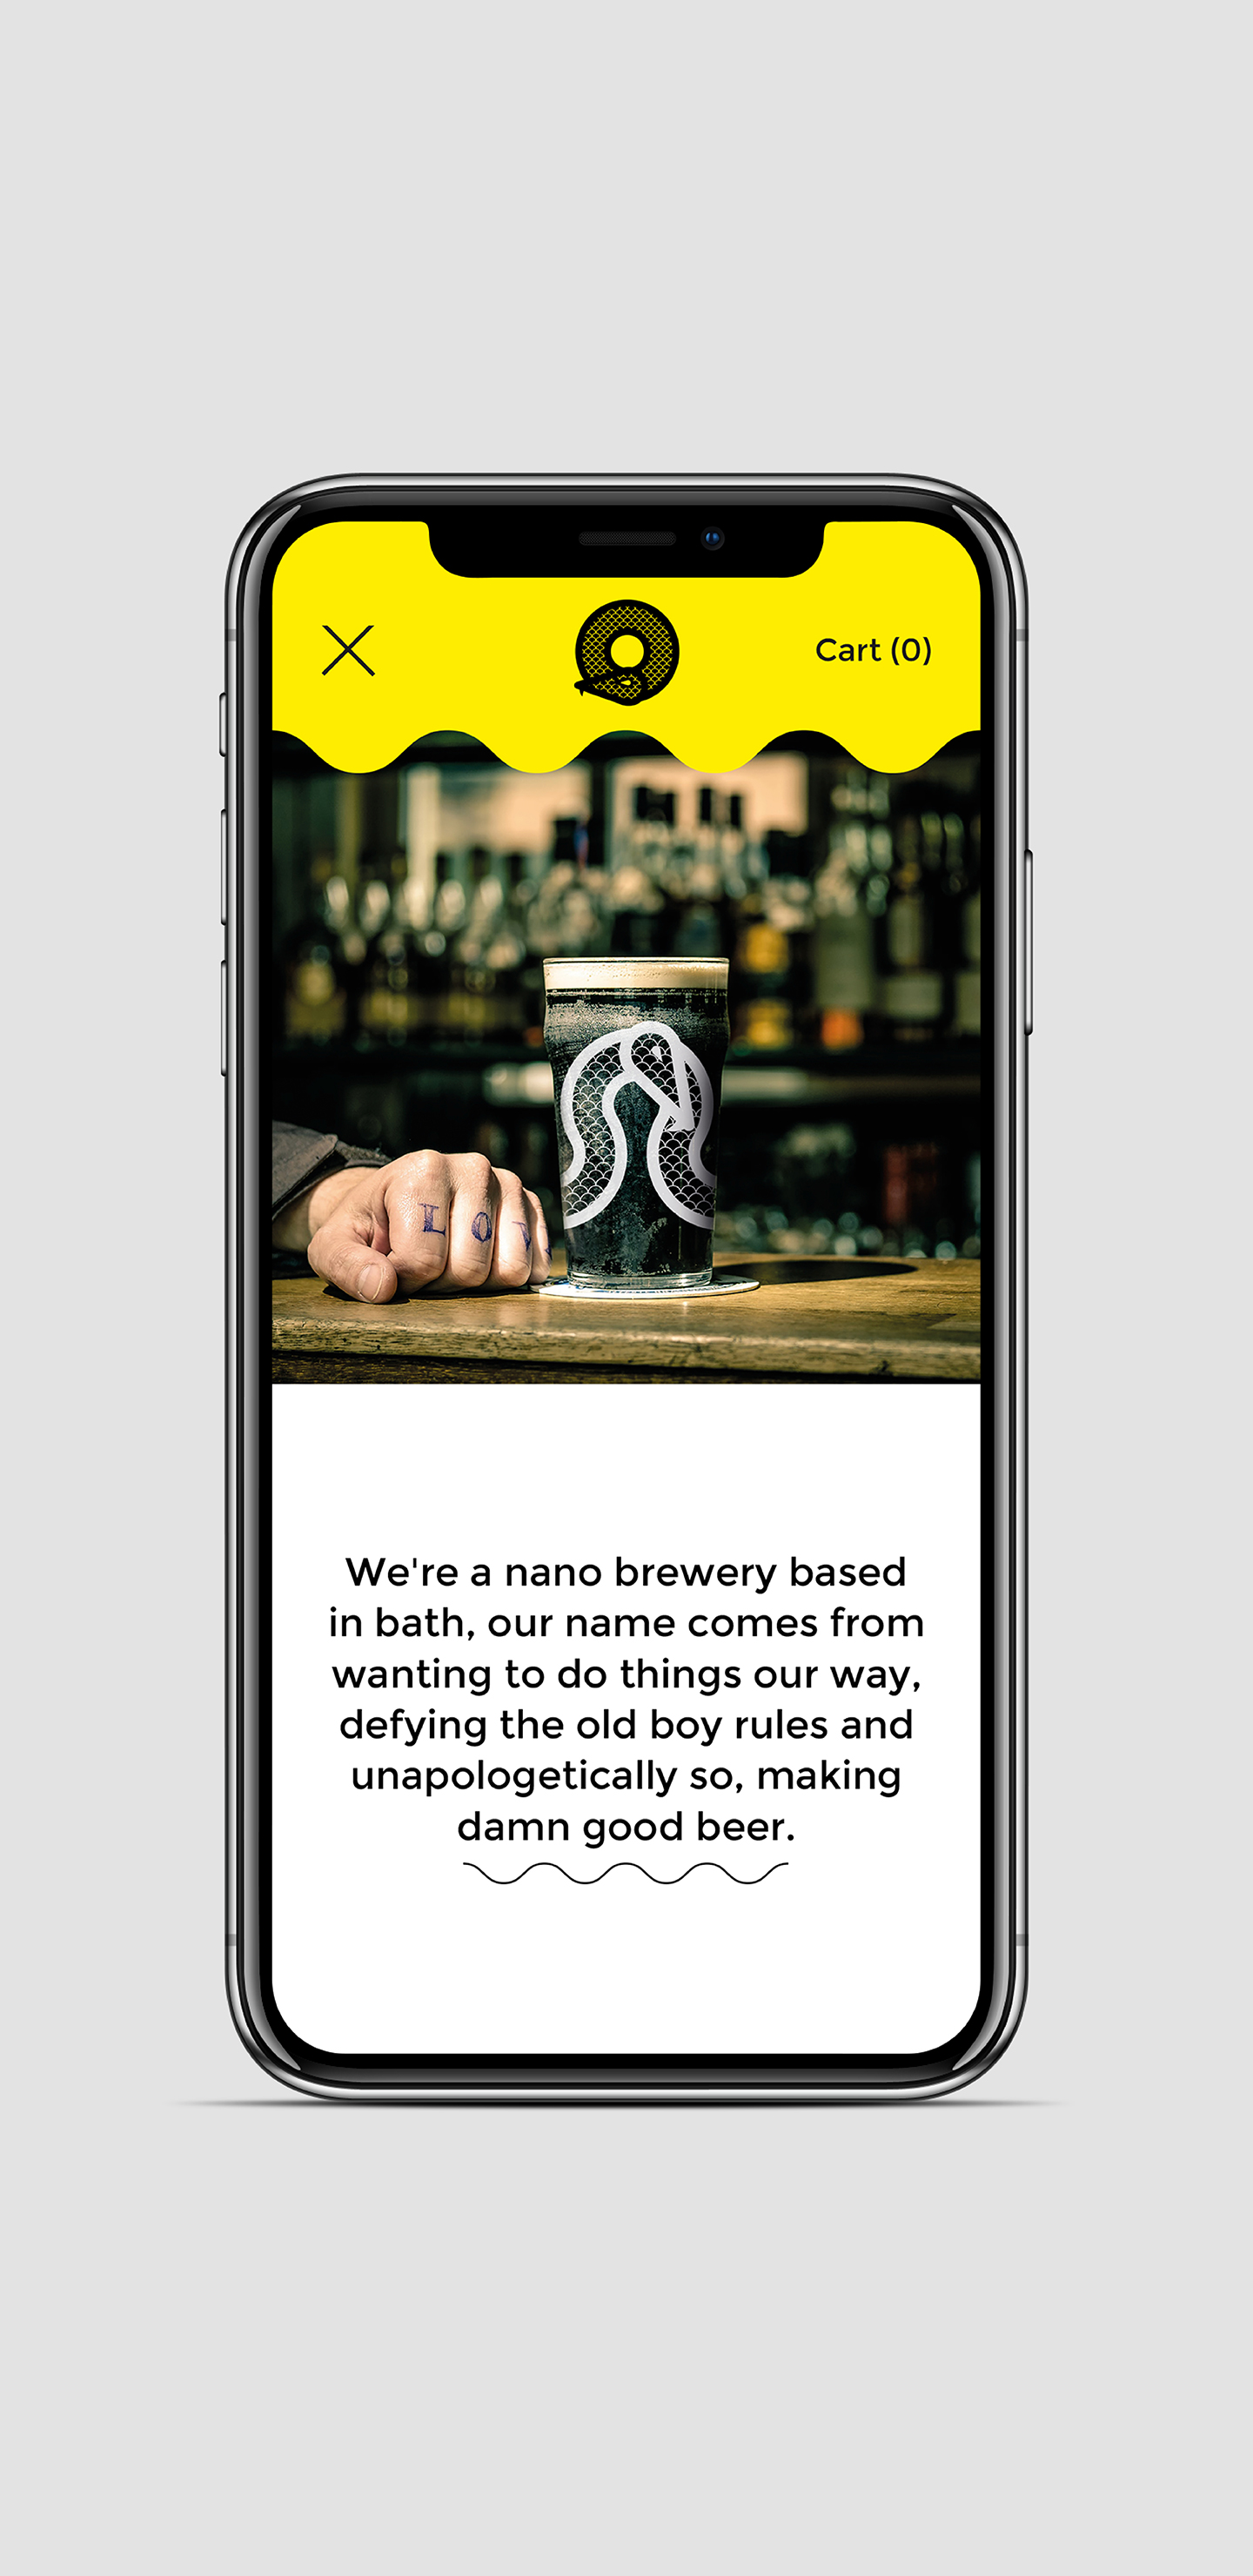 Cart (0)
LOV
We're a nano brewery based
in bath, our name comes from
wanting to do things our way,
defying the old boy rules and
unapologetically so, making
damn good beer.